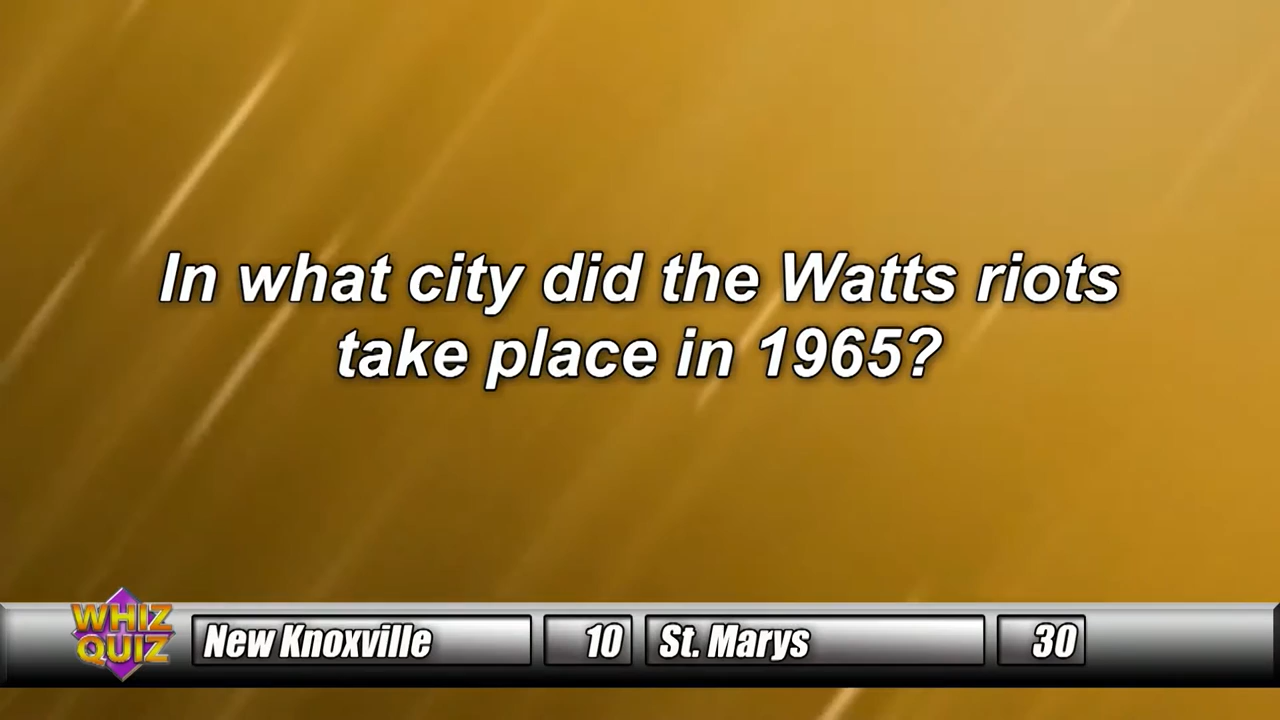 In what city did the Watts riots
take place in 1965?
WHIZ
QUIZ
New Knoxville 10 St. Marys 30